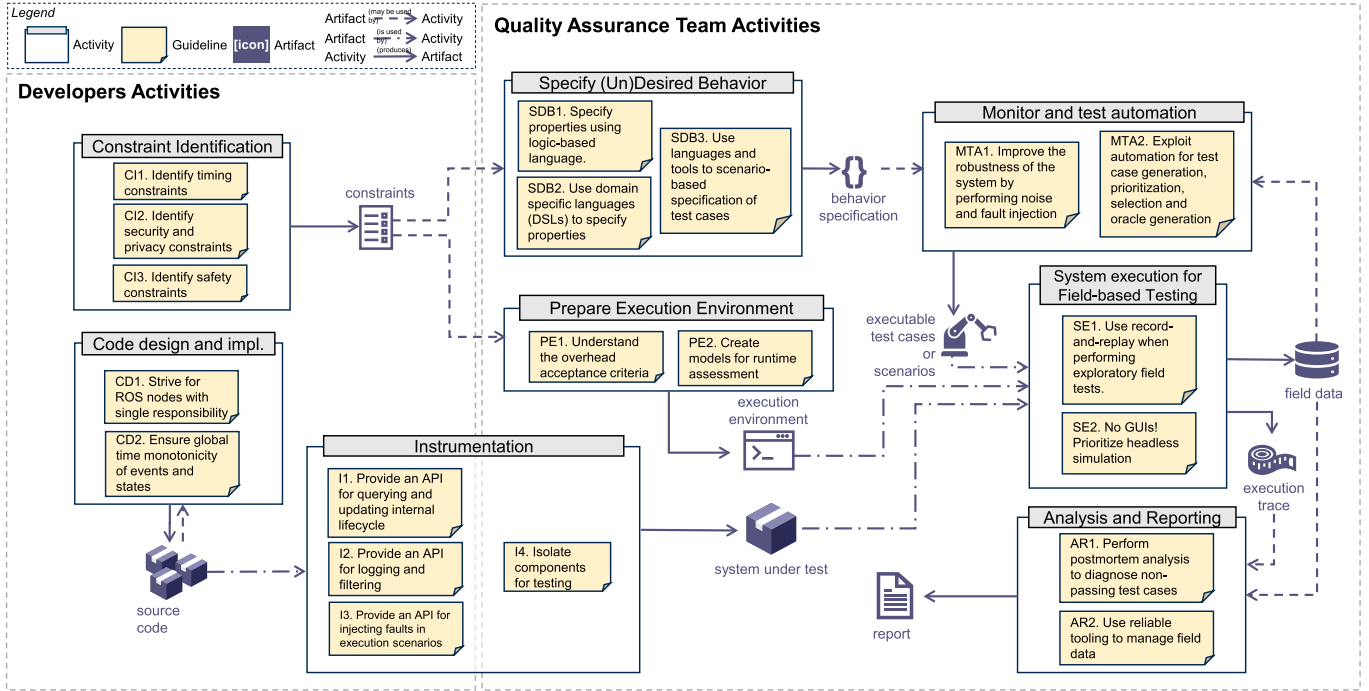 Legend
Activity
Guideline
[icon]
Artifact
Artifact (may be used by) Activity
Artifact (is used by) Activity
Activity (produces) Artifact
Developers Activities
Constraint Identification
CI1. Identify timing
constraints
CI2. Identify
security and
privacy constraints
CI3. Identify safety
constraints
constraints
Code design and impl.
CD1. Strive for
ROS nodes with
single responsibility
CD2. Ensure global
time monotonicity
of events and
states
source
code
Instrumentation
I1. Provide an API
for querying and
updating internal
lifecycle
I2. Provide an API
for logging and
filtering
I3. Provide an API for
injecting faults in
execution scenarios
I4. Isolate
components
for testing
Quality Assurance Team Activities
Specify (Un)Desired Behavior
SDB1. Specify
properties using
logic-based
language.
SDB2. Use domain
specific languages
(DSLs) to specify
properties
SDB3. Use
languages and
tools to scenario-
based
specification of
test cases
behavior
specification
Monitor and test automation
MTA1. Improve the
robustness of the
system by
performing noise
and fault injection
MTA2. Exploit
automation for test
case generation,
prioritization,
selection and
oracle generation
Prepare Execution Environment
PE1. Understand
the overhead
acceptance criteria
PE2. Create
models for runtime
assessment
execution
environment
executable
test cases
or
scenarios
System execution for
Field-based Testing
SE1. Use record-
and-replay when
performing
exploratory field
tests.
SE2. No GUIs!
Prioritize headless
simulation
field data
execution
trace
system under test
Analysis and Reporting
AR1. Perform
postmortem analysis
to diagnose non-
passing test cases
AR2. Use reliable
tooling to manage field
data
report